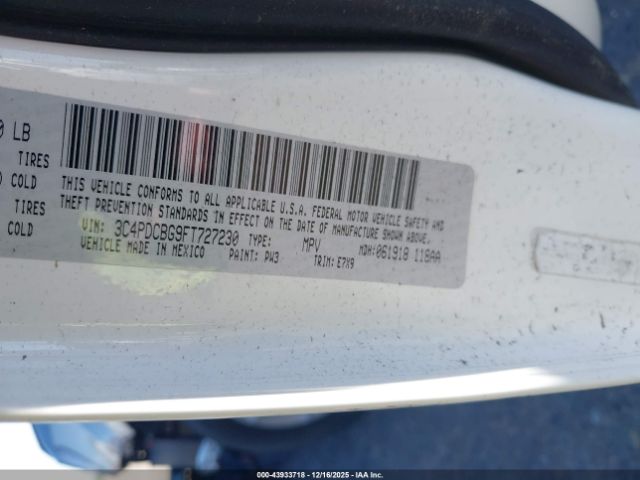 0 LB
TIRES
COLD
TIRES
COLD
THIS VEHICLE CONFORMS TO ALL APPLICABLE U.S.A. FEDERAL MOTOR VEHICLE SAFETY AND
THEFT PREVENTION STANDARDS IN EFFECT ON THE DATE OF MANUFACTURE SHOWN ABOVE.
VIN: 3C4PDCBG9FT727230 TYPE: MPV MDH:061918 118AA
VEHICLE MADE IN MEXICO PAINT: PW3 TRIM: E7X9
000-43933718 - 12/16/2025 - IAA Inc.